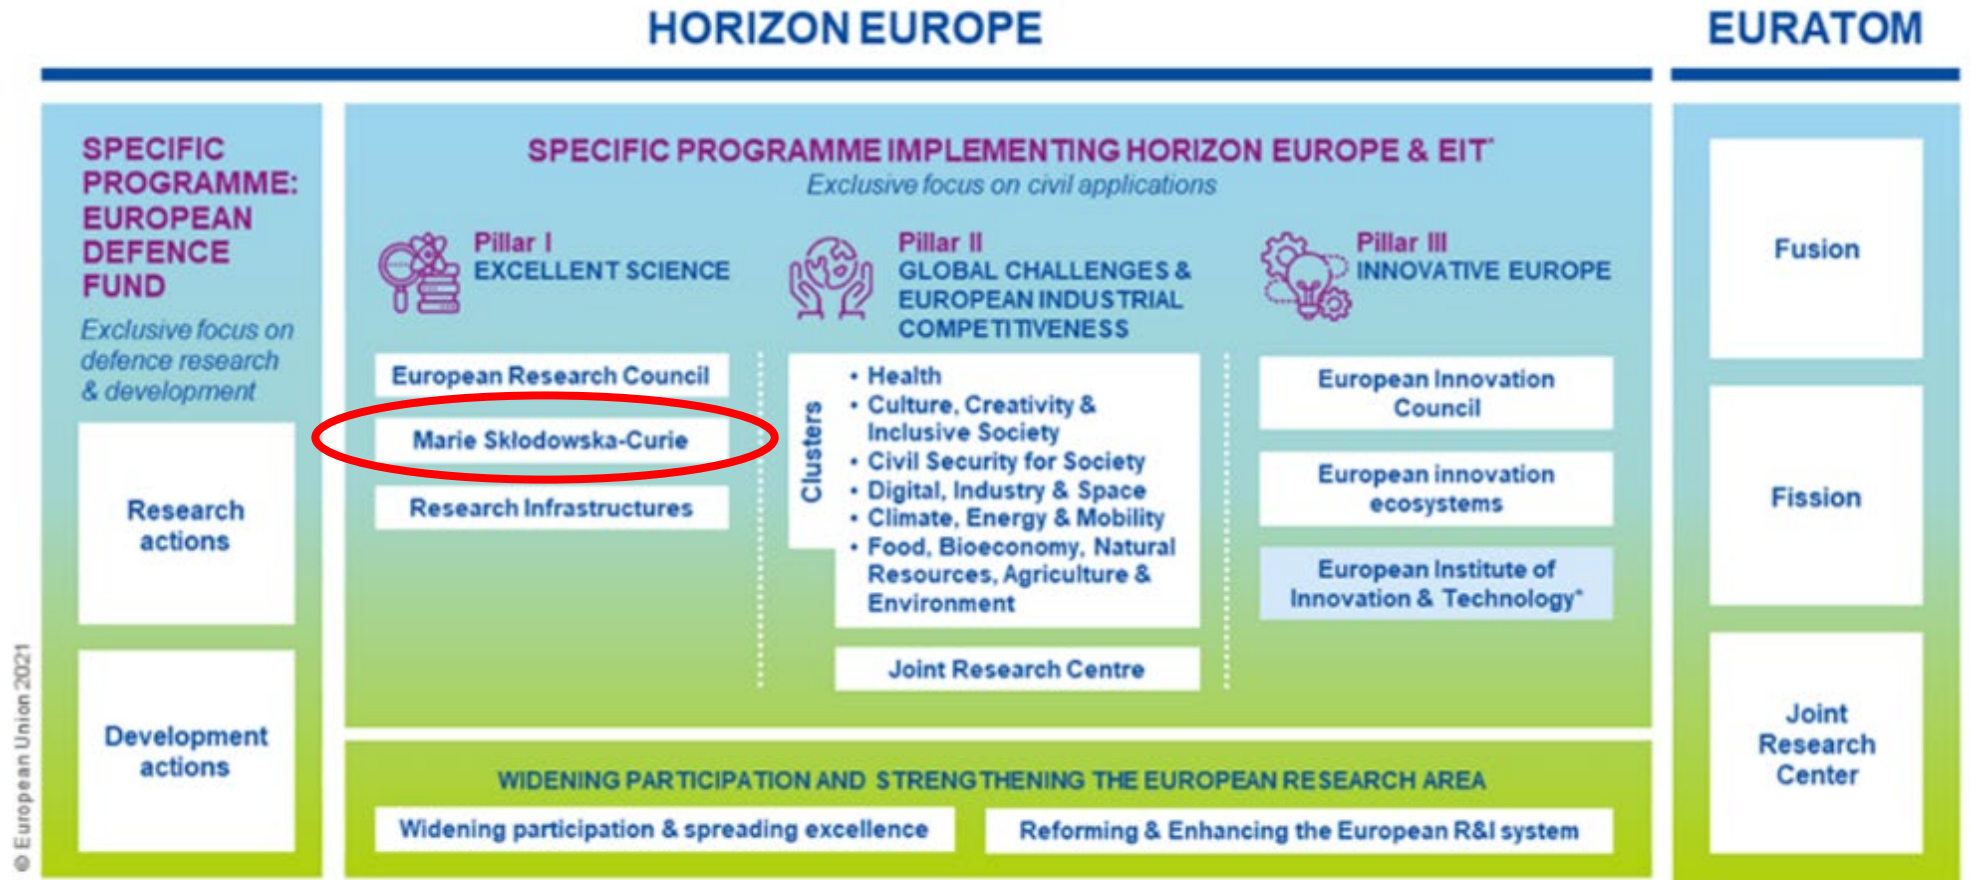 HORIZON EUROPE
EURATOM
SPECIFIC
PROGRAMME:
EUROPEAN
DEFENCE
FUND
Exclusive focus on
defence research
& development
Research
actions
Development
actions
SPECIFIC PROGRAMME IMPLEMENTING HORIZON EUROPE & EIT*
Exclusive focus on civil applications
Pillar I
EXCELLENT SCIENCE
European Research Council
Marie Skłodowska-Curie
Research Infrastructures
Pillar II
GLOBAL CHALLENGES &
EUROPEAN INDUSTRIAL
COMPETITIVENESS
Clusters
• Health
• Culture, Creativity &
Inclusive Society
• Civil Security for Society
• Digital, Industry & Space
• Climate, Energy & Mobility
• Food, Bioeconomy, Natural
Resources, Agriculture &
Environment
Joint Research Centre
Pillar III
INNOVATIVE EUROPE
European Innovation
Council
European innovation
ecosystems
European Institute of
Innovation & Technology*
WIDENING PARTICIPATION AND STRENGTHENING THE EUROPEAN RESEARCH AREA
Widening participation & spreading excellence
Reforming & Enhancing the European R&I system
Fusion
Fission
Joint
Research
Center
© European Union 2021